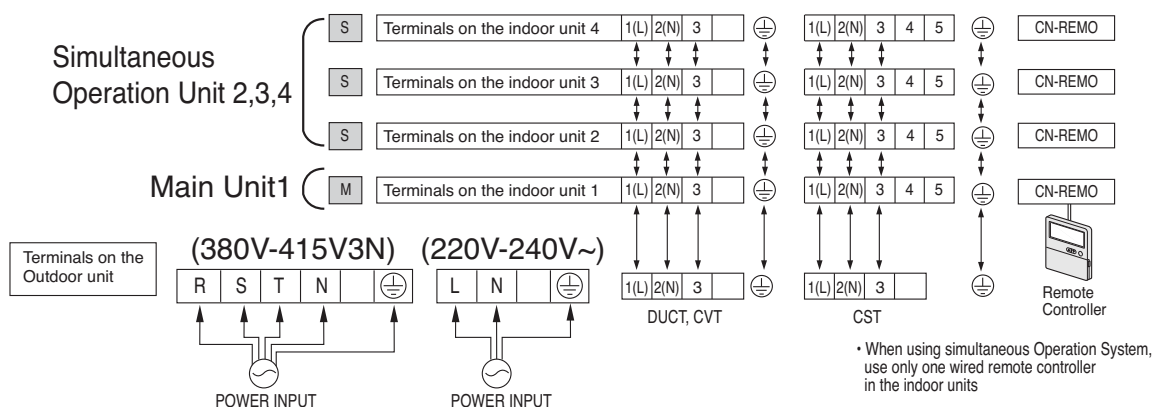 Simultaneous
Operation Unit 2,3,4
S Terminals on the indoor unit 4 1(L) 2(N) 3 1(L) 2(N) 3 4 5 CN-REMO
S Terminals on the indoor unit 3 1(L) 2(N) 3 1(L) 2(N) 3 4 5 CN-REMO
S Terminals on the indoor unit 2 1(L) 2(N) 3 1(L) 2(N) 3 4 5 CN-REMO
Main Unit1 M Terminals on the indoor unit 1 1(L) 2(N) 3 1(L) 2(N) 3 4 5 CN-REMO
Terminals on the
Outdoor unit
(380V-415V3N) (220V-240V~)
R S T N L N 1(L) 2(N) 3 1(L) 2(N) 3
DUCT, CVT CST
Remote
Controller
POWER INPUT POWER INPUT
• When using simultaneous Operation System,
use only one wired remote controller
in the indoor units